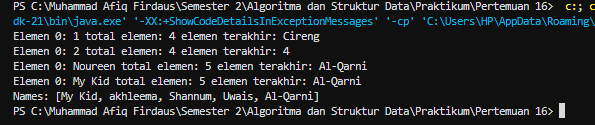 PS C:\Muhammad Afiq Firdaus\Semester 2\Algoritma dan Struktur Data\Praktikum\Pertemuan 16> c:; c
dk-21\bin\java.exe' '-XX:+ShowCodeDetailsInExceptionMessages' '-cp' 'C:\Users\HP\AppData\Roaming\
Elemen 0: 1 total elemen: 4 elemen terakhir: Cireng
Elemen 0: 2 total elemen: 4 elemen terakhir: 4
Elemen 0: Noureen total elemen: 5 elemen terakhir: Al-Qarni
Elemen 0: My Kid total elemen: 5 elemen terakhir: Al-Qarni
Names: [My Kid, akhleema, Shannum, Uwais, Al-Qarni]
PS C:\Muhammad Afiq Firdaus\Semester 2\Algoritma dan Struktur Data\Praktikum\Pertemuan 16>